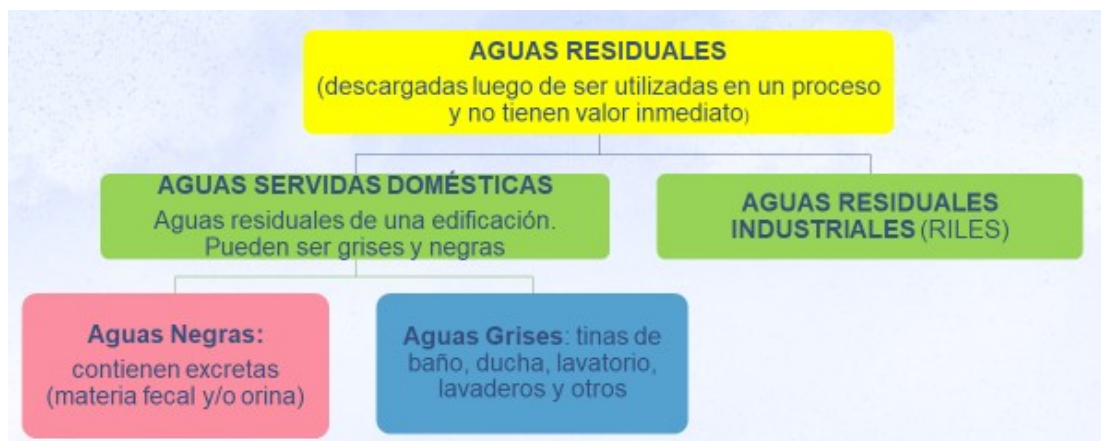 AGUAS RESIDUALES
(descargadas luego de ser utilizadas en un proceso
y no tienen valor inmediato)
AGUAS SERVIDAS DOMÉSTICAS
Aguas residuales de una edificación.
Pueden ser grises y negras
AGUAS RESIDUALES
INDUSTRIALES (RILES)
Aguas Negras:
contienen excretas
(materia fecal y/o orina)
Aguas Grises: tinas de
baño, ducha, lavatorio,
lavaderos y otros